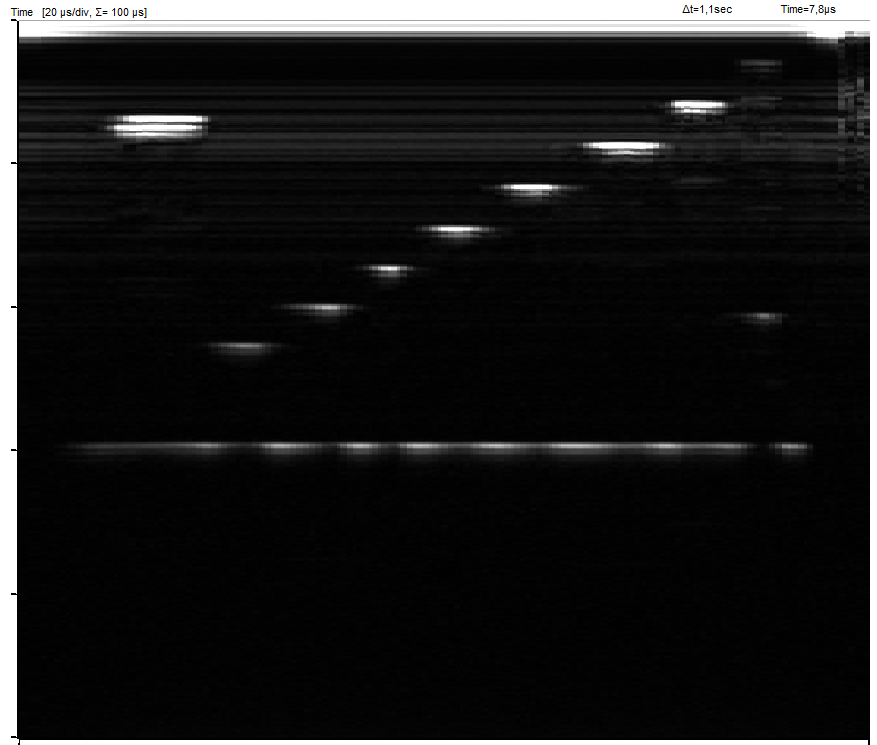 Time [20 µs/div, Σ= 100 µs] Δt=1,1sec Time=7,8µs